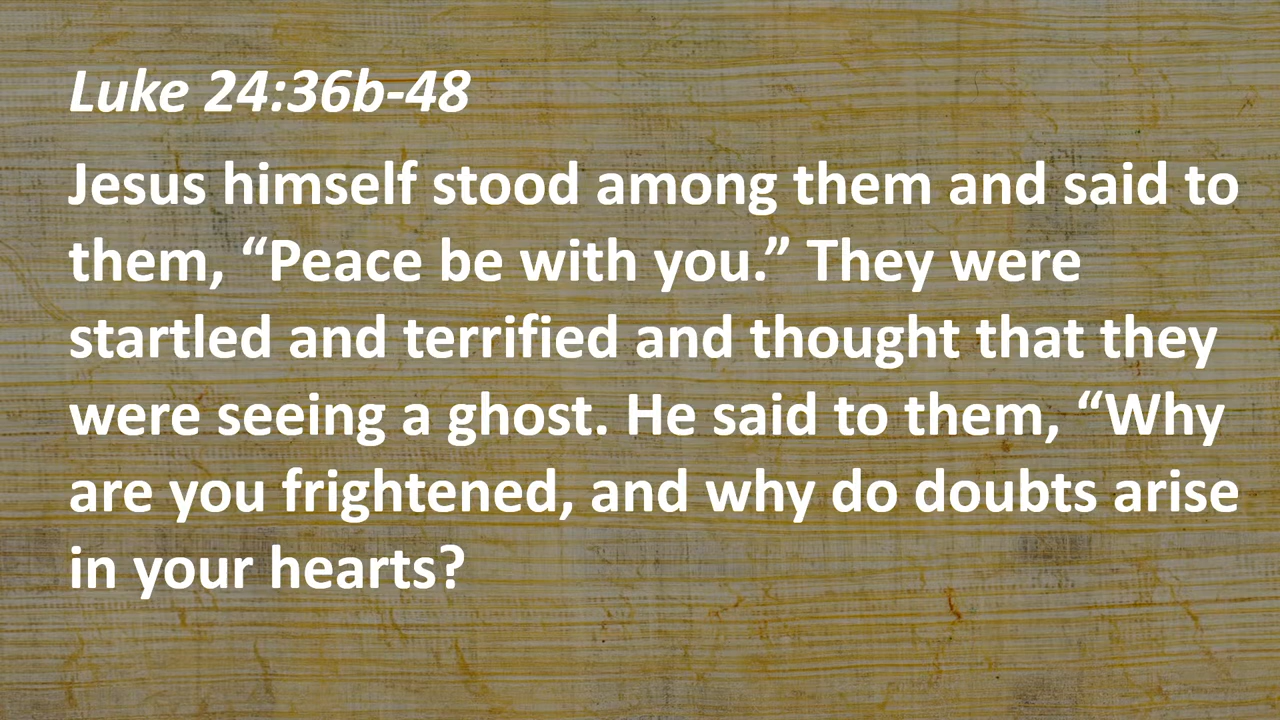 Luke 24:36b-48
Jesus himself stood among them and said to
them, “Peace be with you.” They were
startled and terrified and thought that they
were seeing a ghost. He said to them, “Why
are you frightened, and why do doubts arise
in your hearts?